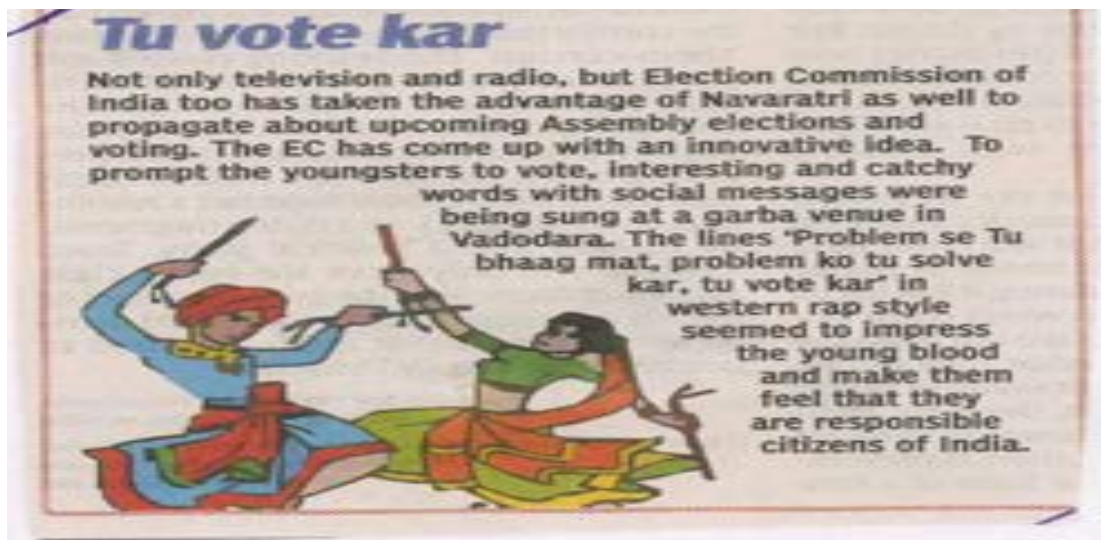 Tu vote kar
Not only television and radio, but Election Commission of
India too has taken the advantage of Navaratri as well to
propagate about upcoming Assembly elections and
voting. The EC has come up with an innovative idea. To
prompt the youngsters to vote, interesting and catchy
words with social messages were
being sung at a garba venue in
Vadodara. The lines 'Problem se Tu
bhaag mat, problem ko tu solve
kar, tu vote kar' in
western rap style
seemed to impress
the young blood
and make them
feel that they
are responsible
citizens of India.